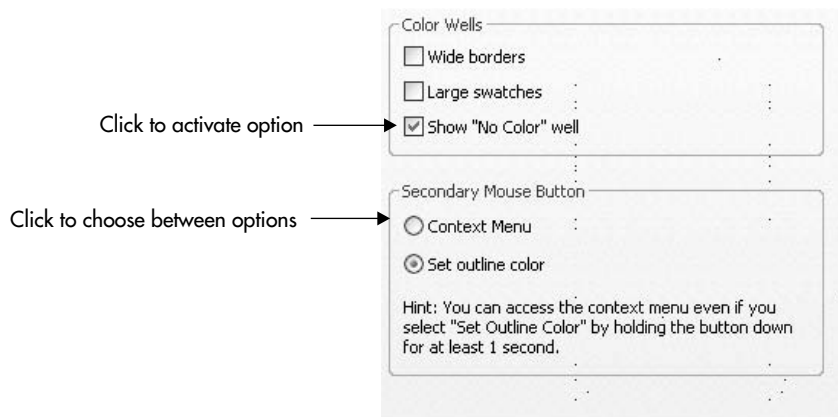 Color Wells
Wide borders
Large swatches
Click to activate option
Show "No Color" well
Secondary Mouse Button
Click to choose between options
Context Menu
Set outline color
Hint: You can access the context menu even if you
select "Set Outline Color" by holding the button down
for at least 1 second.